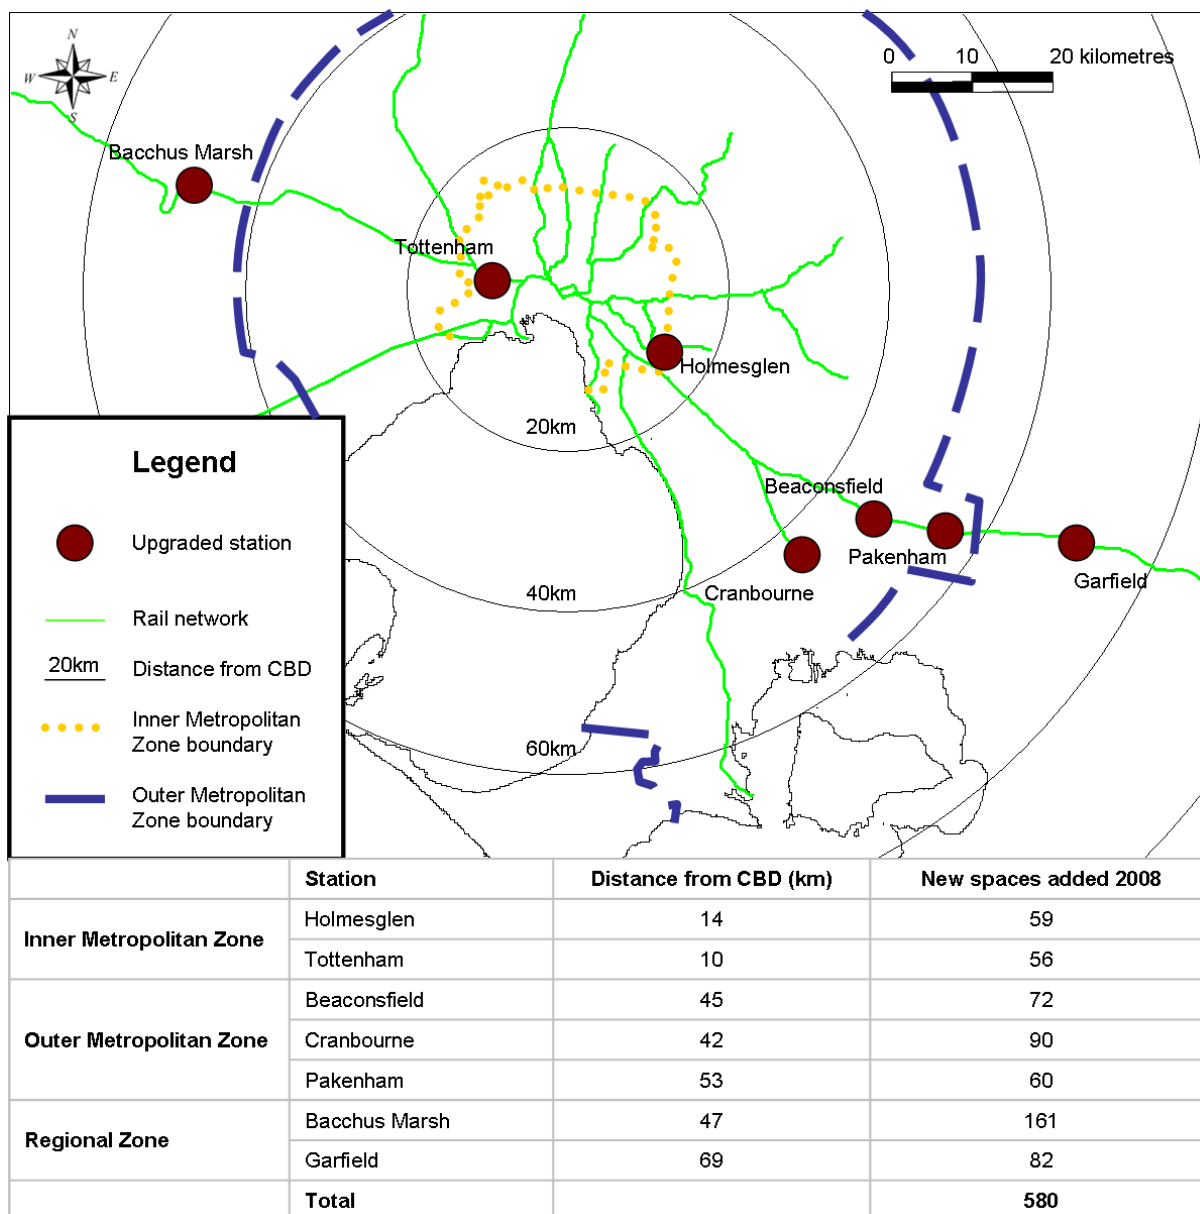 N
W E
S
0 10 20 kilometres
Bacchus Marsh
Tottenham
Holmesglen
20km
Beaconsfield
Pakenham
Cranbourne
Garfield
40km
60km
Legend
Upgraded station
Rail network
20km Distance from CBD
Inner Metropolitan
Zone boundary
Outer Metropolitan
Zone boundary
Station Distance from CBD (km) New spaces added 2008
Inner Metropolitan Zone
Holmesglen 14 59
Tottenham 10 56
Outer Metropolitan Zone
Beaconsfield 45 72
Cranbourne 42 90
Pakenham 53 60
Regional Zone
Bacchus Marsh 47 161
Garfield 69 82
Total 580